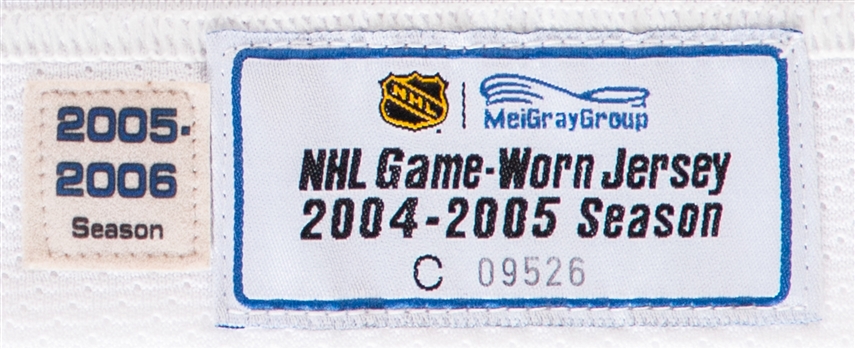 2005-
2006
Season
NHL
MeiGrayGroup
NHL Game-Worn Jersey
2004-2005 Season
C 09526